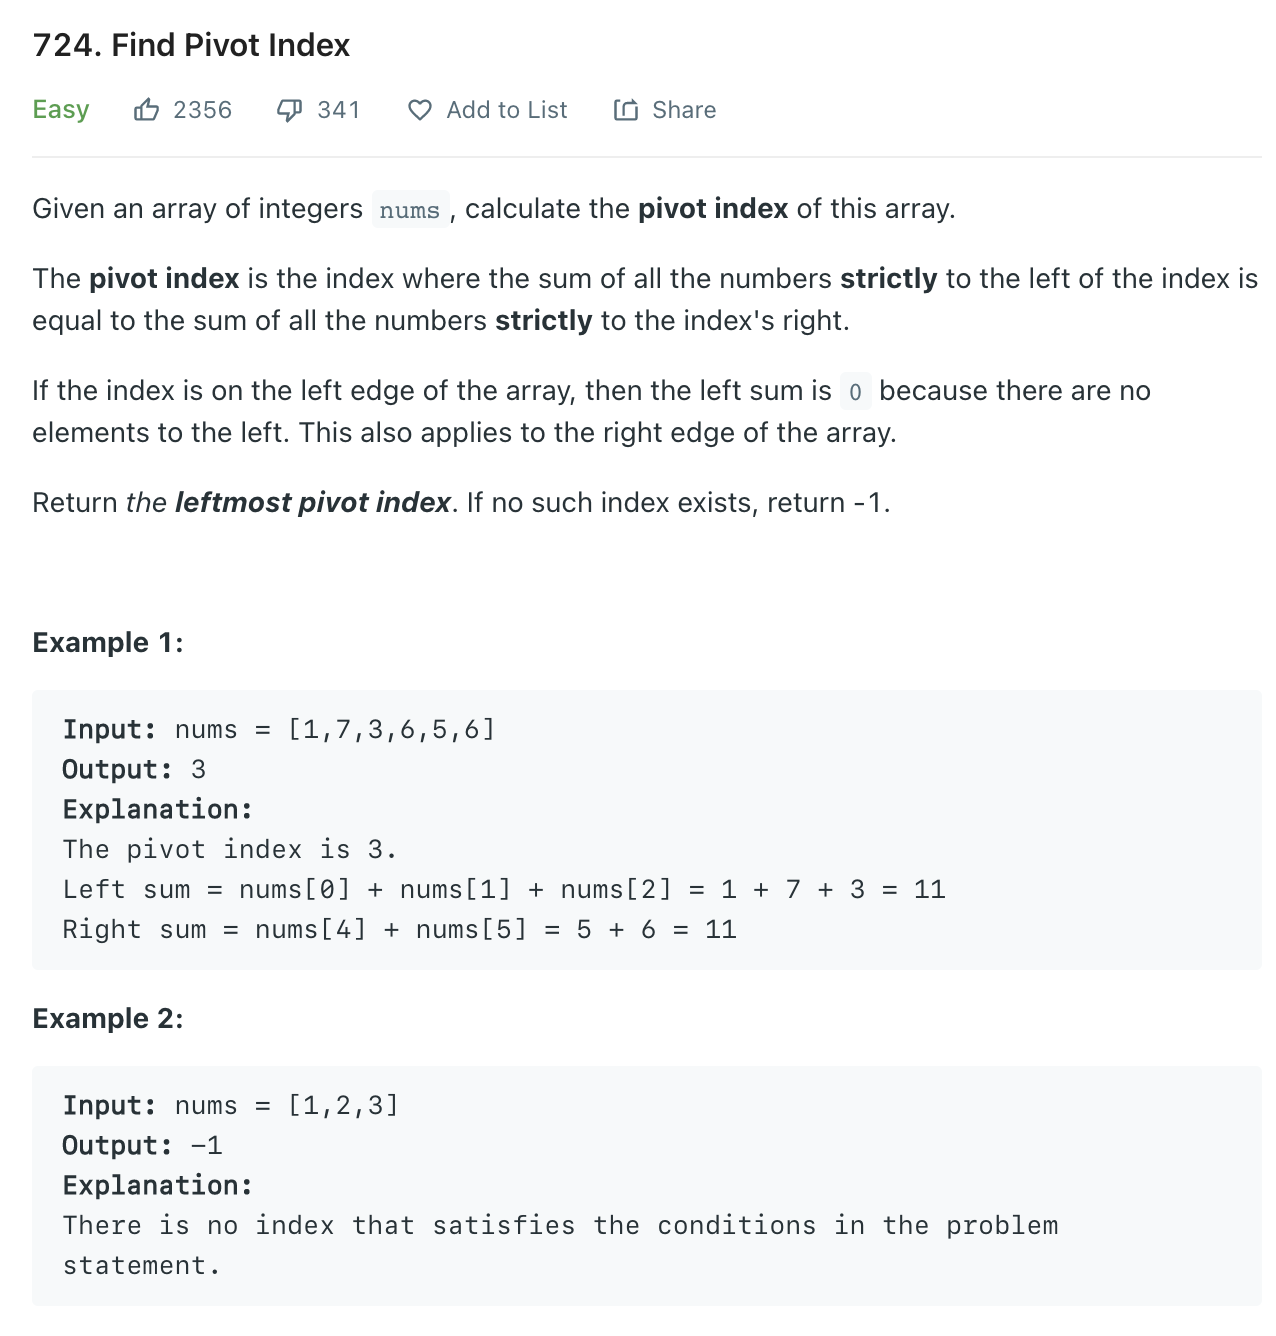 724. Find Pivot Index
Easy 2356 341 Add to List Share
Given an array of integers nums , calculate the pivot index of this array.
The pivot index is the index where the sum of all the numbers strictly to the left of the index is
equal to the sum of all the numbers strictly to the index's right.
If the index is on the left edge of the array, then the left sum is 0 because there are no
elements to the left. This also applies to the right edge of the array.
Return the leftmost pivot index. If no such index exists, return -1.
Example 1:
Input: nums = [1,7,3,6,5,6]
Output: 3
Explanation:
The pivot index is 3.
Left sum = nums[0] + nums[1] + nums[2] = 1 + 7 + 3 = 11
Right sum = nums[4] + nums[5] = 5 + 6 = 11
Example 2:
Input: nums = [1,2,3]
Output: -1
Explanation:
There is no index that satisfies the conditions in the problem
statement.